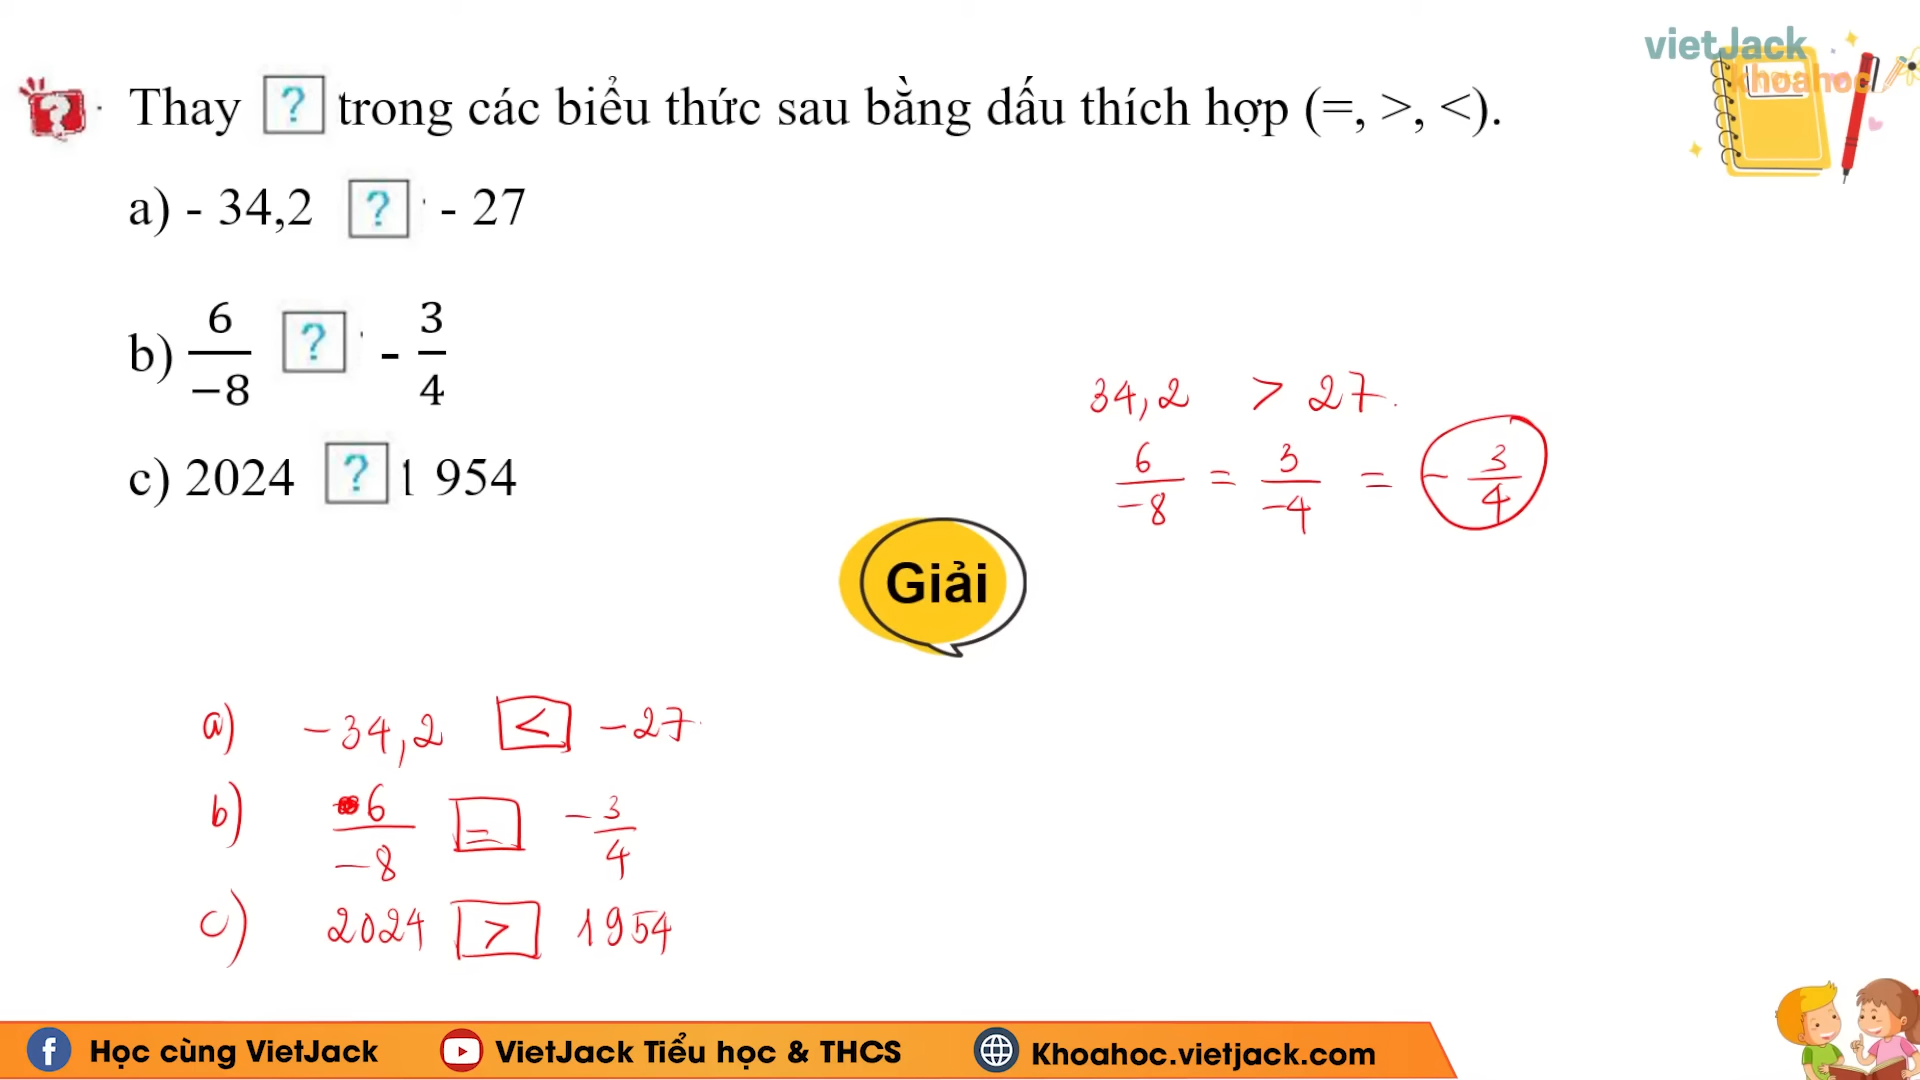 vietJack
khoahoc
Thay ? trong các biểu thức sau bằng dấu thích hợp (=, >, <).
a) - 34,2 ? - 27
b) 6/−8 ? - 3/4
c) 2024 ? 1 954
34,2 > 27.
6/−8 = 3/−4 = − 3/4
Giải
a) −34,2 < −27.
b) 6/−8 = − 3/4
c) 2024 > 1954
Học cùng VietJack
VietJack Tiểu học & THCS
Khoahoc.vietjack.com